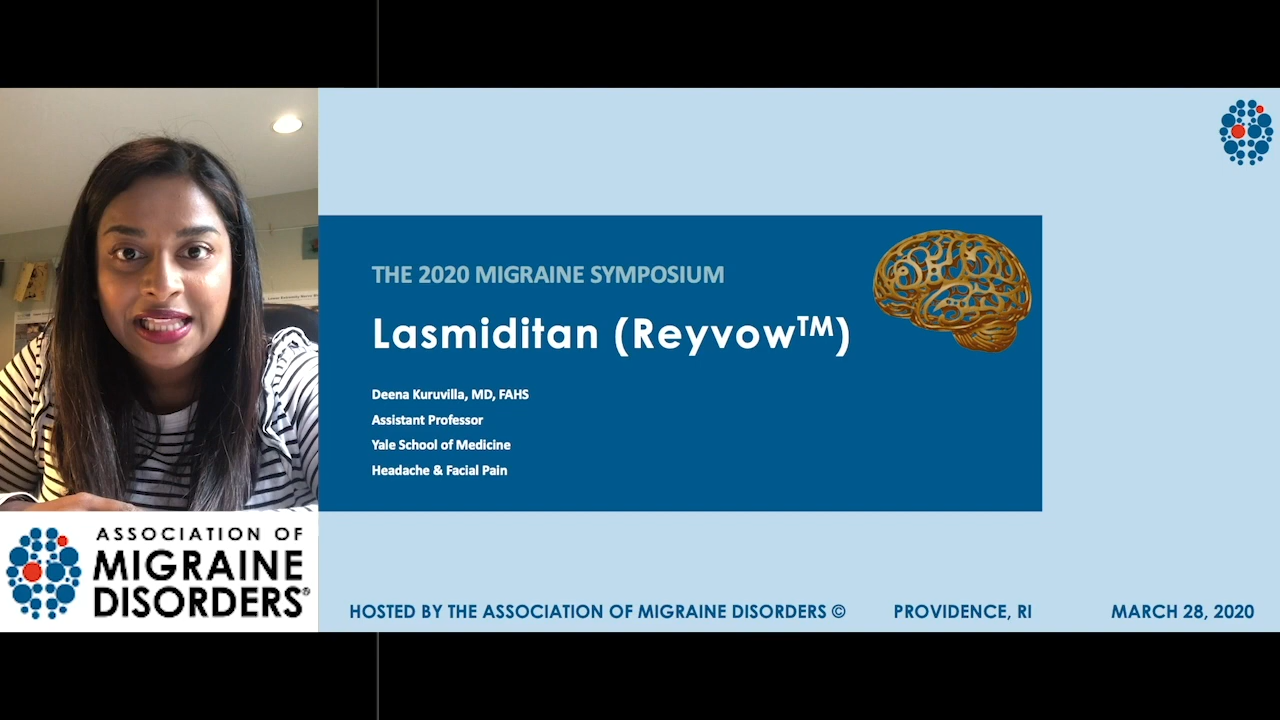 THE 2020 MIGRAINE SYMPOSIUM
Lasmiditan (Reyvow™)
Deena Kuruvilla, MD, FAHS
Assistant Professor
Yale School of Medicine
Headache & Facial Pain
ASSOCIATION OF
MIGRAINE
DISORDERS®
HOSTED BY THE ASSOCIATION OF MIGRAINE DISORDERS © PROVIDENCE, RI MARCH 28, 2020